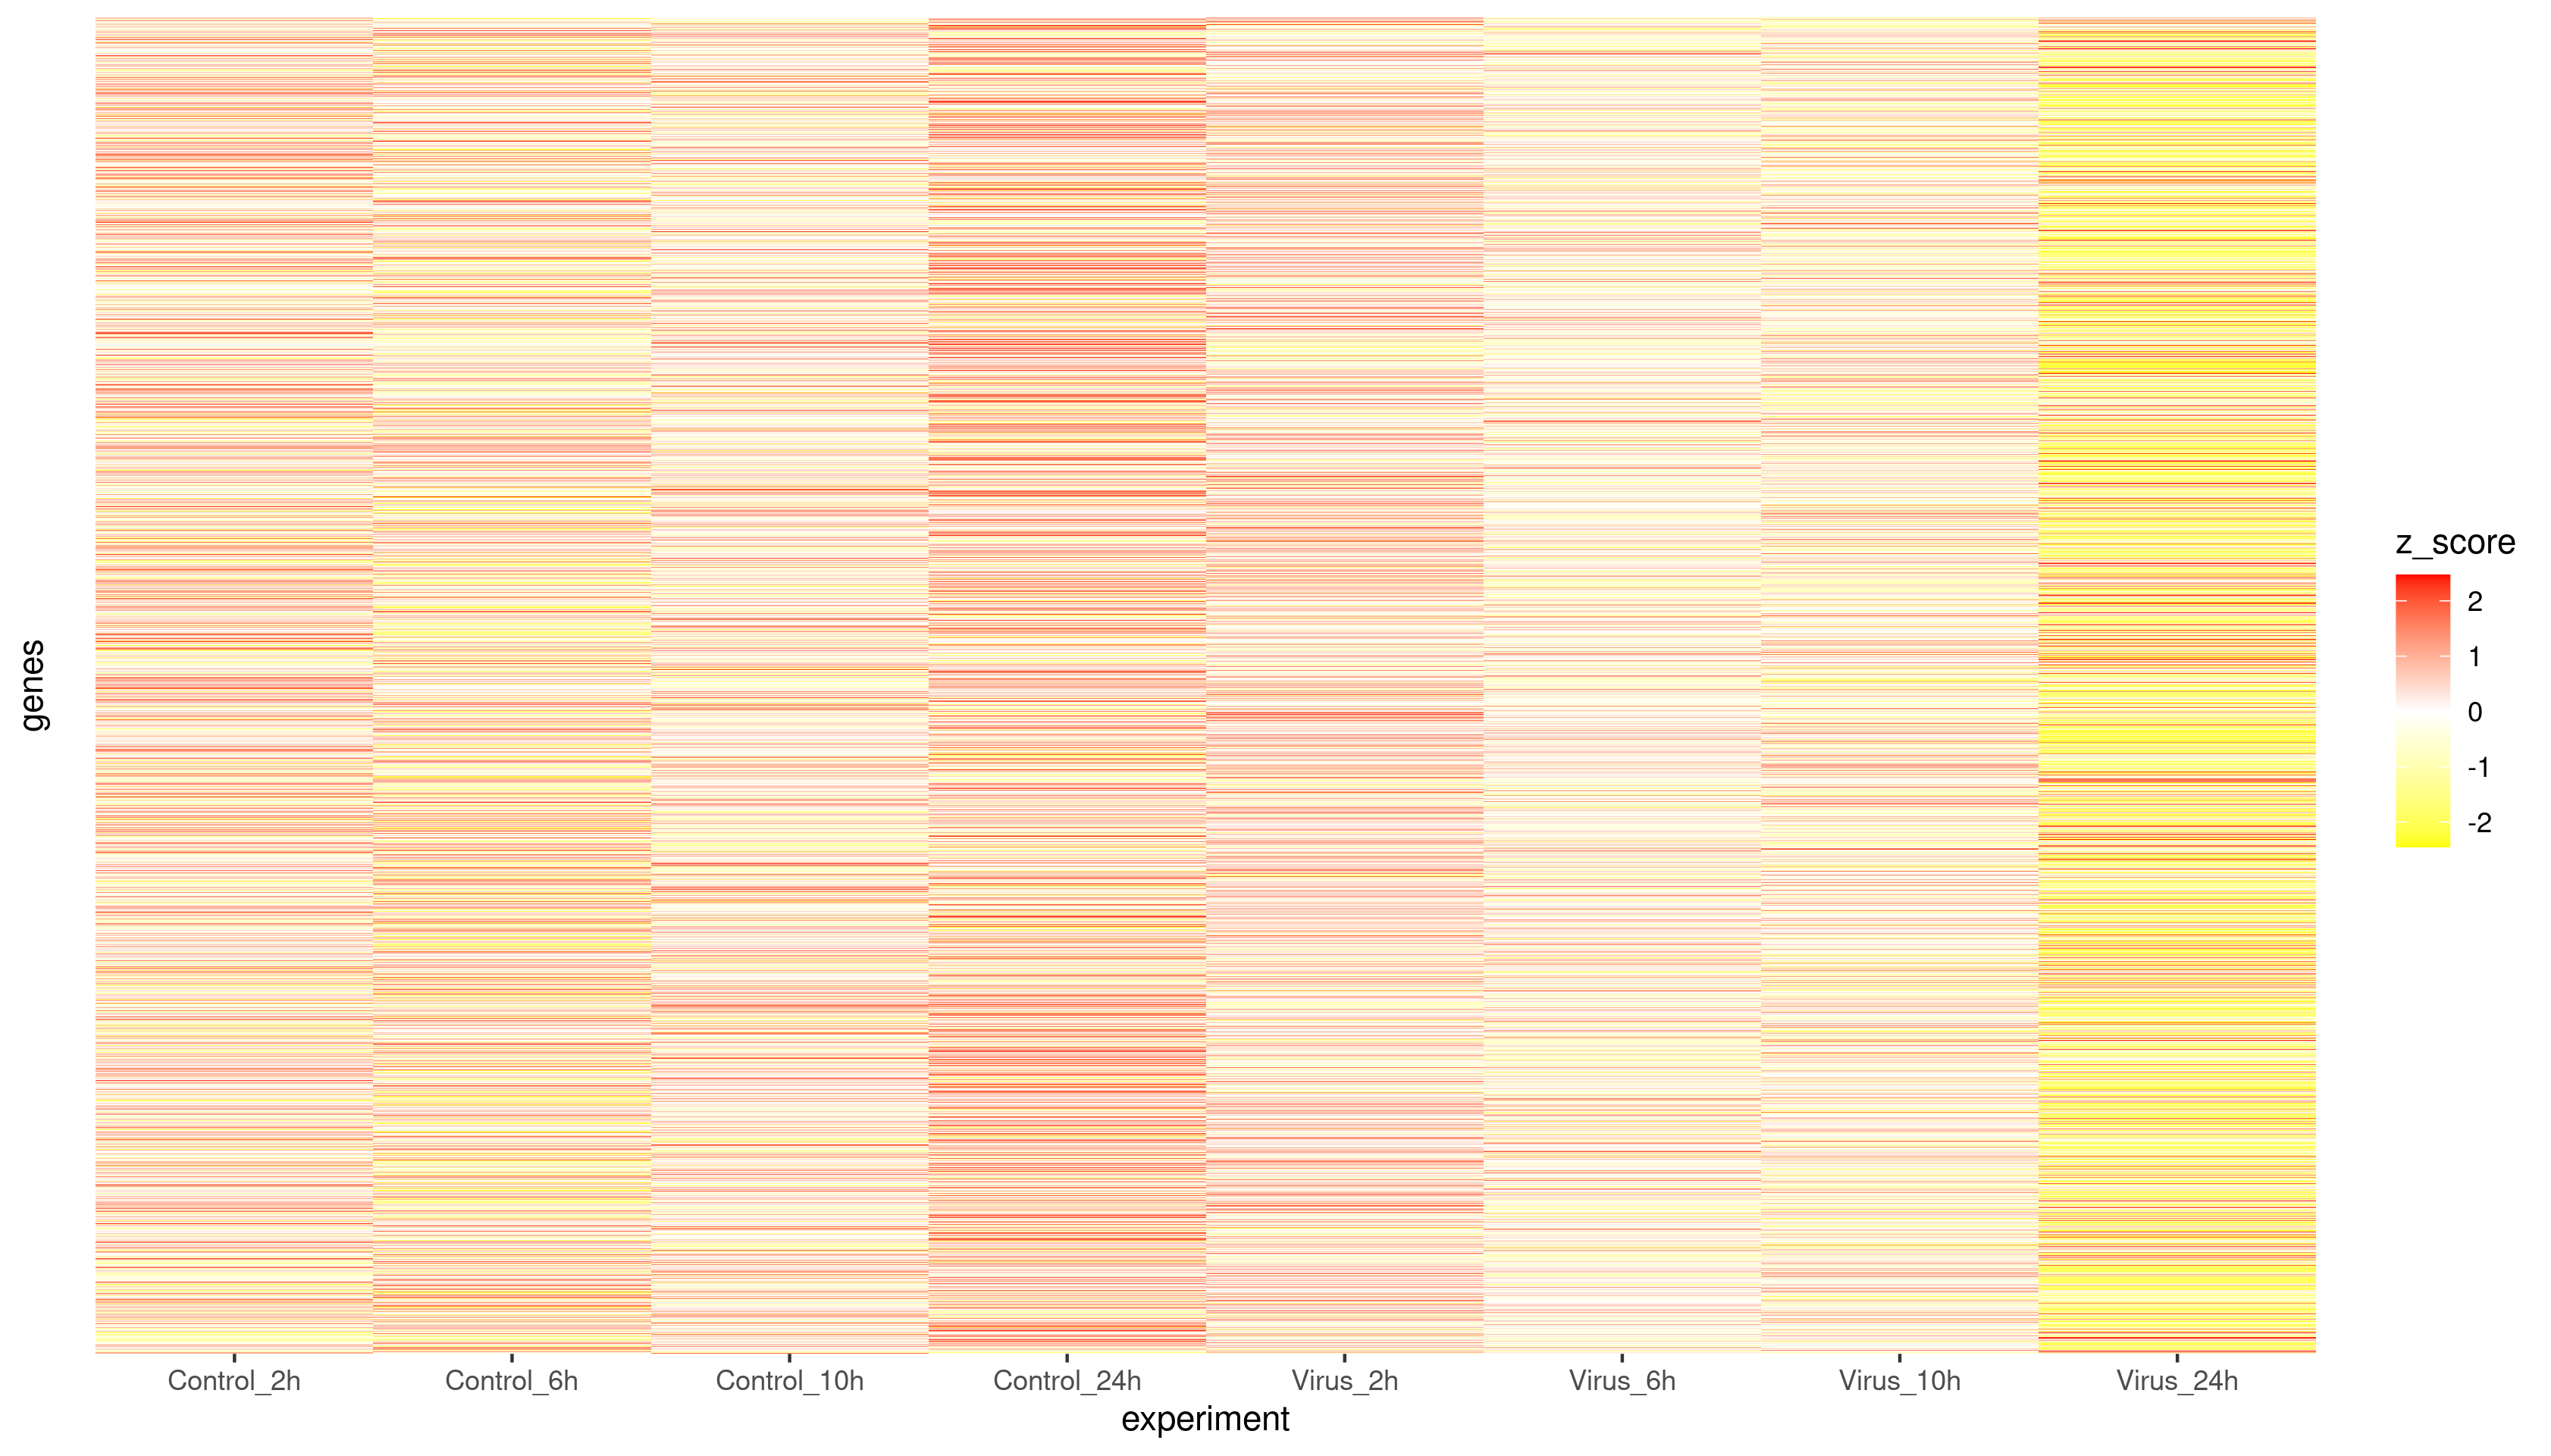 genes
Control_2h
Control_6h
Control_10h
Control_24h
Virus_2h
Virus_6h
Virus_10h
Virus_24h
experiment
z_score
2
1
0
-1
-2